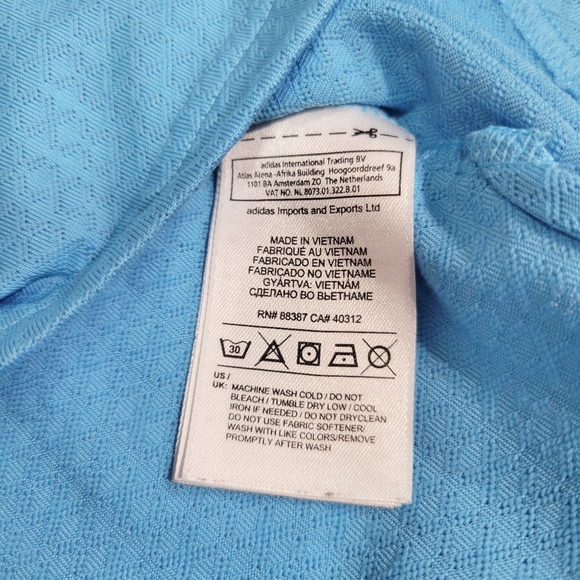 adidas International Trading BV
Atlas Arena -Afrika Building Hoogoorddreef 9a
1101 BA Amsterdam ZO The Netherlands
VAT NO. NL 8073.01.322.B.01
adidas Imports and Exports Ltd
MADE IN VIETNAM
FABRIQUÉ AU VIETNAM
FABRICADO EN VIETNAM
FABRICADO NO VIETNAME
GYÁRTVA: VIETNÁM
СДЕЛАНО ВО ВЬЕТНАМЕ
RN# 88387 CA# 40312
30
US /
UK: MACHINE WASH COLD / DO NOT
BLEACH / TUMBLE DRY LOW / COOL
IRON IF NEEDED / DO NOT DRYCLEAN
DO NOT USE FABRIC SOFTENER/
WASH WITH LIKE COLORS/REMOVE
PROMPTLY AFTER WASH